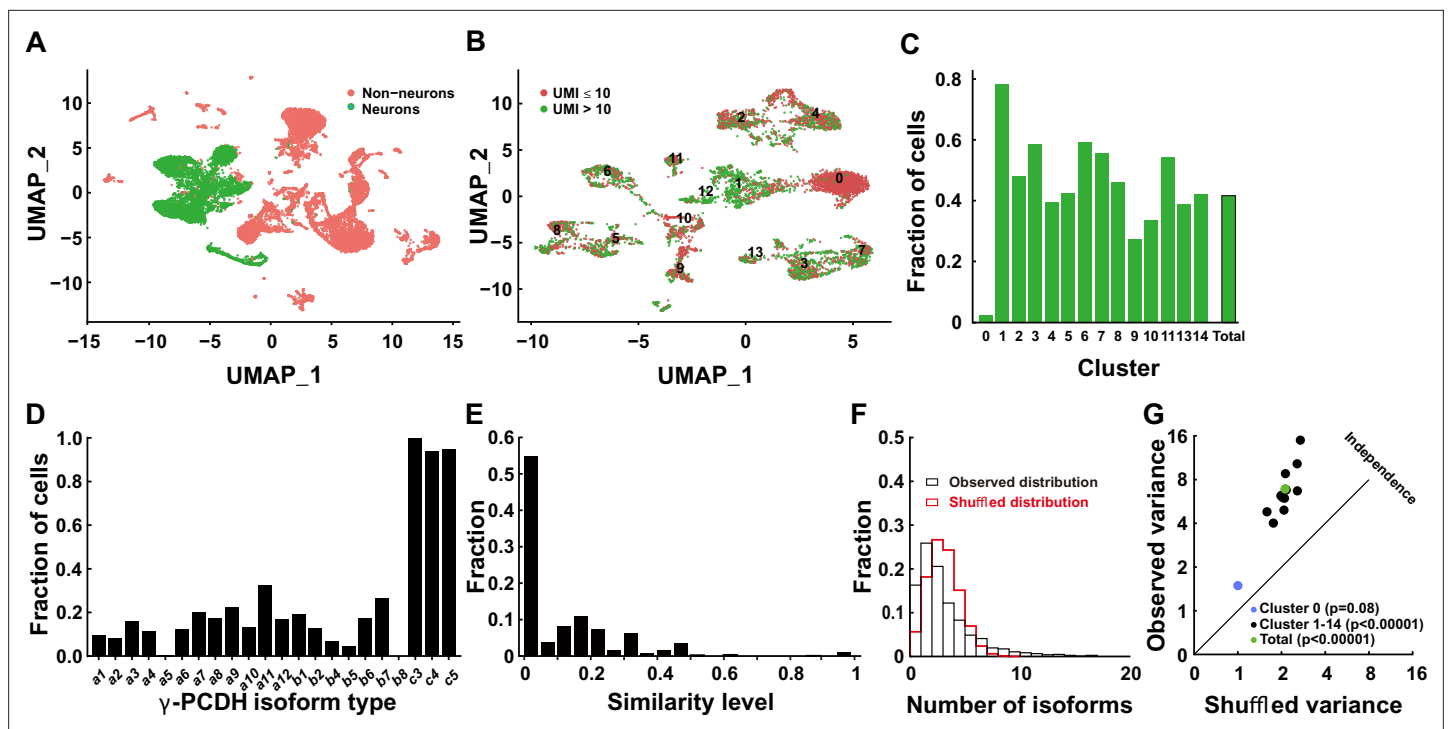 A
Non−neurons
Neurons
UMAP_2
10
5
0
−5
−10
−15 −10 −5 0 5 10 15
UMAP_1
B
UMI ≤ 10
UMI > 10
UMAP_2
10
5
0
−5
−10
2 4
11
6
12 1 0
10
8 5
13 7
3
9
−10 −5 0 5
UMAP_1
C
Fraction of cells
0.8
0.6
0.4
0.2
0
0 1 2 3 4 5 6 7 8 9 10 11 13 14 Total
Cluster
D
Fraction of cells
1.0
0.8
0.6
0.4
0.2
0.0
a1 a2 a3 a4 a5 a6 a7 a8 a9 a10 a11 a12 b1 b2 b4 b5 b6 b7 b8 c3 c4 c5
γ-PCDH isoform type
E
Fraction
0.6
0.5
0.4
0.3
0.2
0.1
0
0 0.2 0.4 0.6 0.8 1
Similarity level
F
Fraction
0.5
0.4
0.3
0.2
0.1
0
Observed distribution
Shuffled distribution
0 10 20
Number of isoforms
G
Observed variance
16
8
4
2
1
0
Independence
Cluster 0 (p=0.08)
Cluster 1-14 (p<0.00001)
Total (p<0.00001)
0 1 2 4 8 16
Shuffled variance